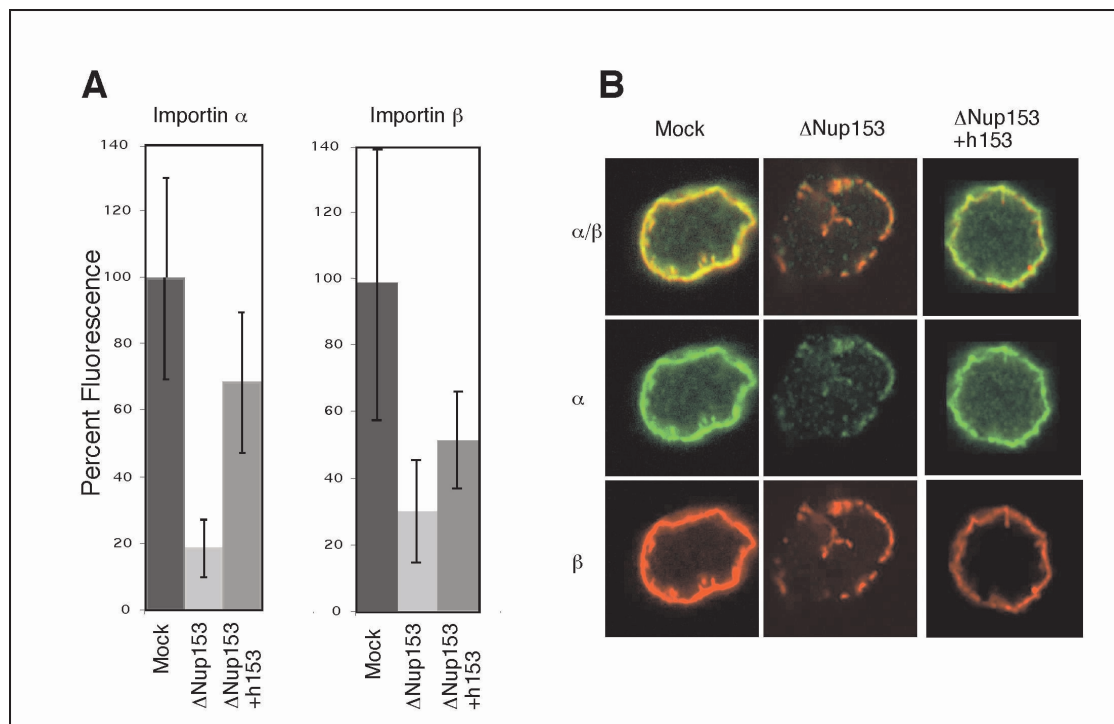 A
Importin α
Importin β
Percent Fluorescence
140
120
100
80
60
40
20
0
Mock
ΔNup153
ΔNup153
+h153
140
120
100
80
60
40
20
0
Mock
ΔNup153
ΔNup153
+h153
B
Mock
ΔNup153
ΔNup153
+h153
α/β
α
β